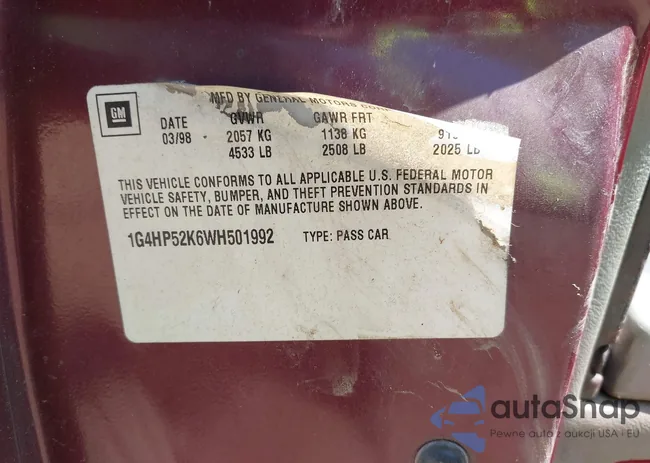 MFD BY GENERAL MOTORS CORP
GM
DATE GVWR GAWR FRT
03/98 2057 KG 1138 KG
4533 LB 2508 LB 2025 LB
THIS VEHICLE CONFORMS TO ALL APPLICABLE U.S. FEDERAL MOTOR
VEHICLE SAFETY, BUMPER, AND THEFT PREVENTION STANDARDS IN
EFFECT ON THE DATE OF MANUFACTURE SHOWN ABOVE.
1G4HP52K6WH501992 TYPE: PASS CAR
autoSnap
Pewne auto z aukcji USA i EU